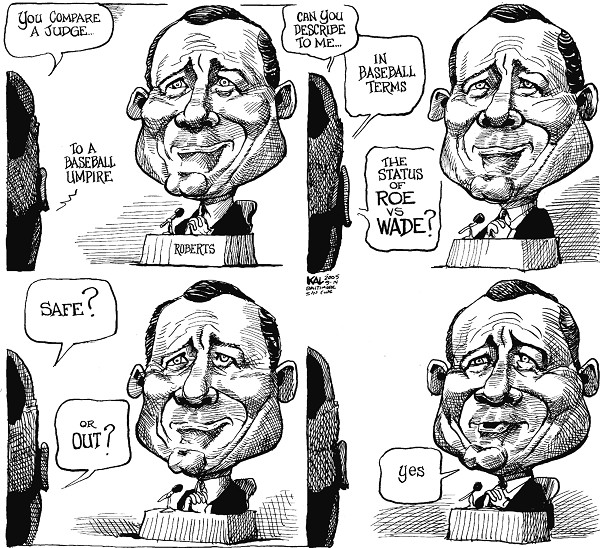 YOU COMPARE
A JUDGE...
TO A
BASEBALL
UMPIRE
ROBERTS
CAN YOU
DESCRIBE
TO ME...
IN
BASEBALL
TERMS
THE
STATUS
OF
ROE
VS
WADE?
KAL
2005
BALTIMORE
SUN
SAFE?
OR
OUT?
yes